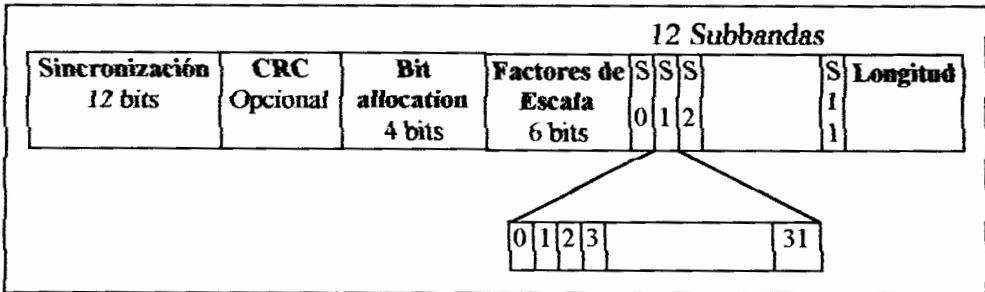 12 Subbandas
Sincronización
12 bits
CRC
Opcional
Bit
allocation
4 bits
Factores de
Escala
6 bits
S
0
S
1
S
2
S
1
1
Longitud
0 1 2 3 31